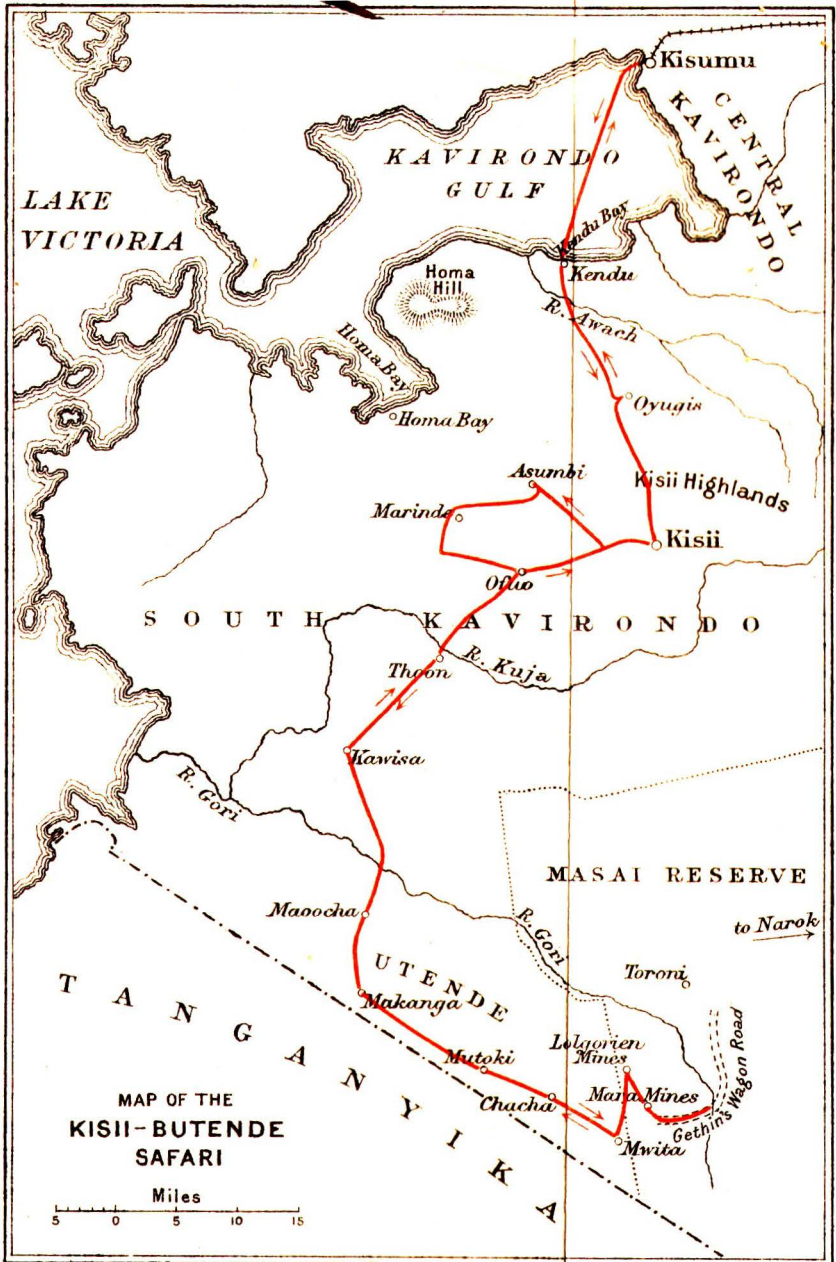 Kisumu
CENTRAL
KAVIRONDO
KAVIRONDO
GULF
LAKE
VICTORIA
Kendu Bay
Kendu
Homa
Hill
R. Awach
Homa Bay
Homa Bay
Oyugis
Asumbi
Kisii Highlands
Marinde
Kisii
Ofluo
SOUTH KAVIRONDO
Thoon
R. Kuja
Kawisa
R. Gori
MASAI RESERVE
Maoocha
R. Gori
to Narok
UTENDE
Toroni
TANGANYIKA
Makanga
Lolgorien
Mines
Mutoki
Mara Mines
Chacha
Gethin's Wagon Road
Mwita
MAP OF THE
KISII-BUTENDE
SAFARI
Miles
5 0 5 10 15